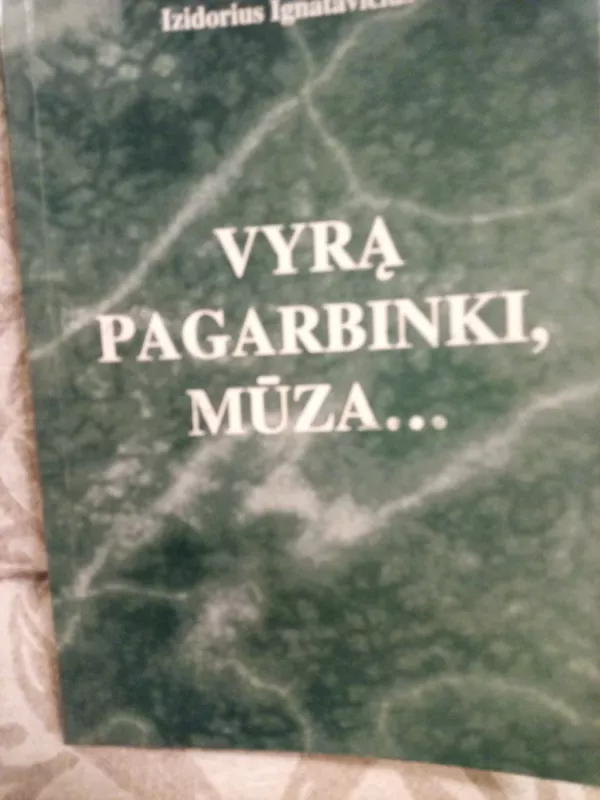 Izidorius Ignatavičius
VYRĄ
PAGARBINKI,
MŪZA...